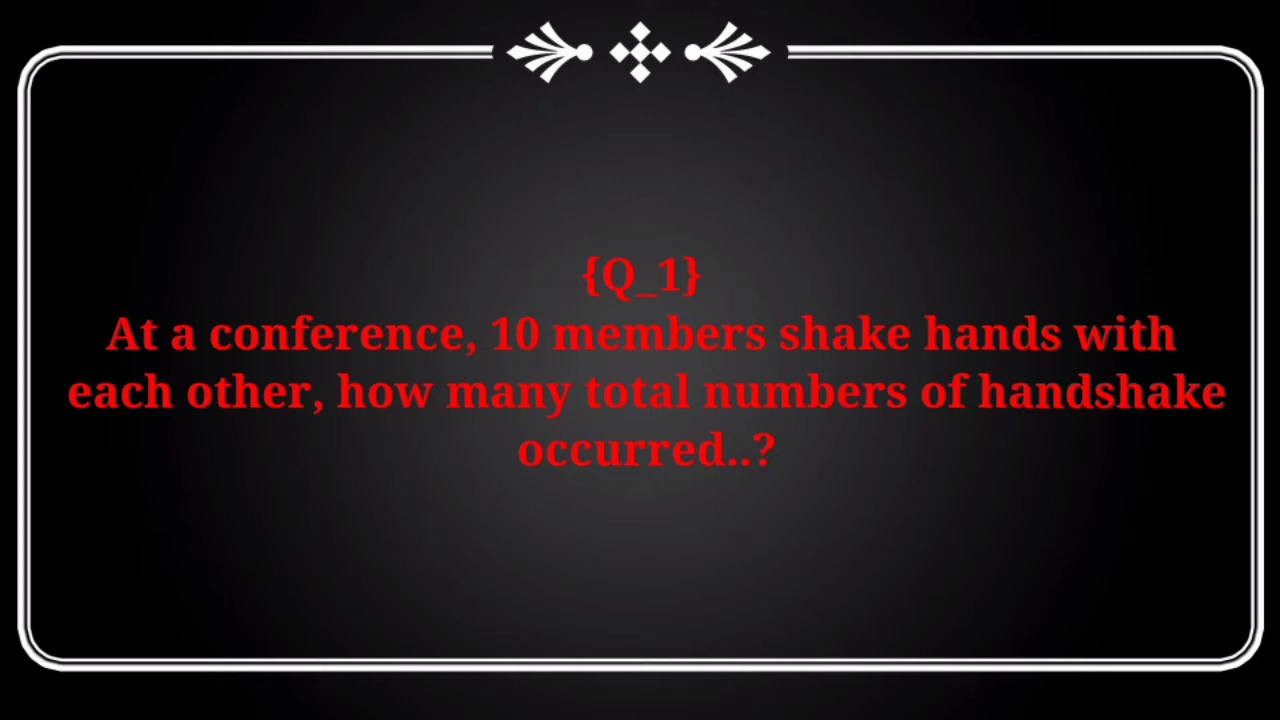 {Q_1}
At a conference, 10 members shake hands with
each other, how many total numbers of handshake
occurred..?